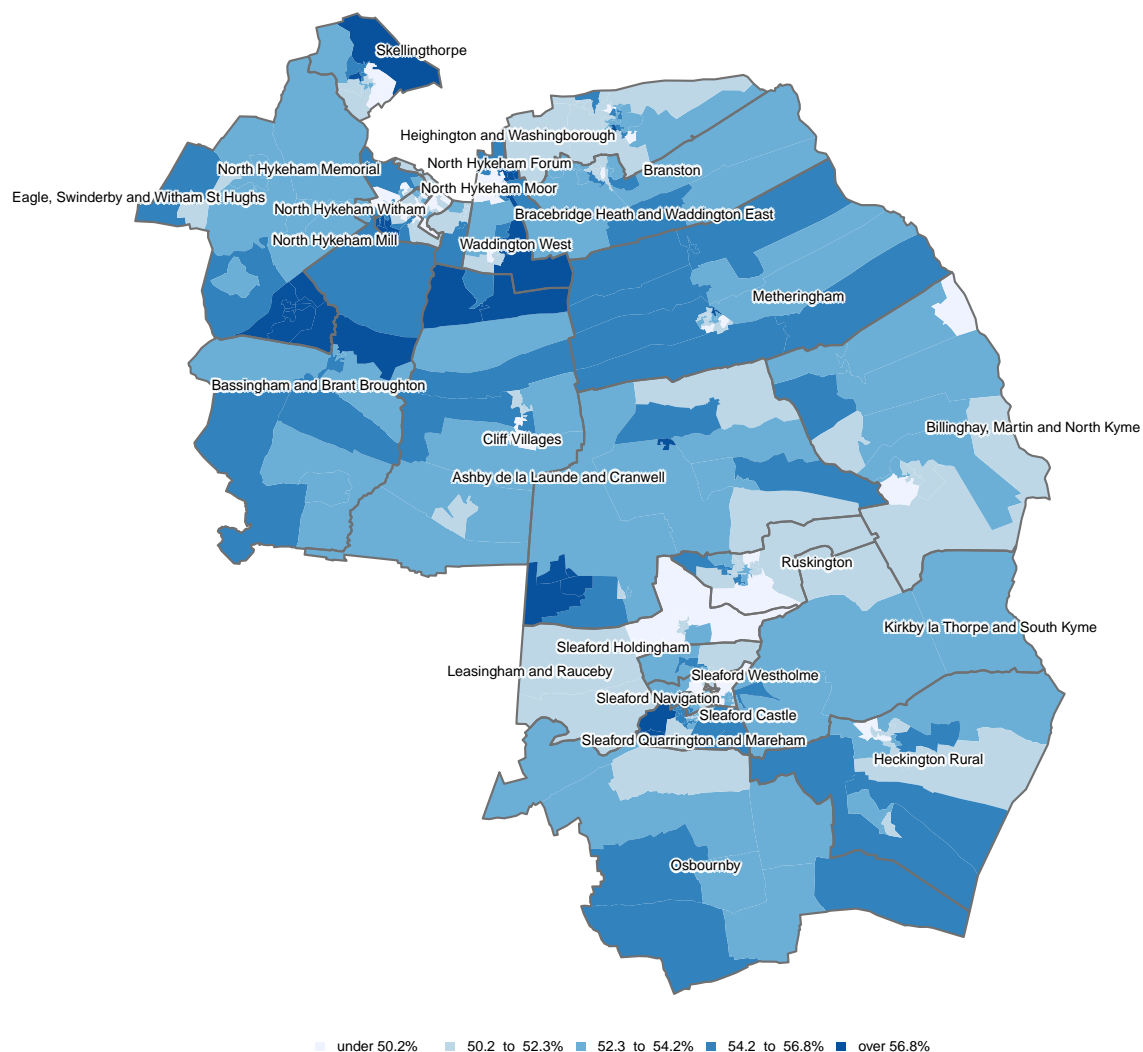 Skellingthorpe
Heighington and Washingborough
North Hykeham Forum
North Hykeham Memorial
Branston
North Hykeham Moor
Eagle, Swinderby and Witham St Hughs
North Hykeham Witham
Bracebridge Heath and Waddington East
North Hykeham Mill
Waddington West
Metheringham
Bassingham and Brant Broughton
Billinghay, Martin and North Kyme
Cliff Villages
Ashby de la Launde and Cranwell
Ruskington
Kirkby la Thorpe and South Kyme
Sleaford Holdingham
Leasingham and Rauceby
Sleaford Westholme
Sleaford Navigation
Sleaford Castle
Sleaford Quarrington and Mareham
Heckington Rural
Osbournby
under 50.2% 50.2 to 52.3% 52.3 to 54.2% 54.2 to 56.8% over 56.8%